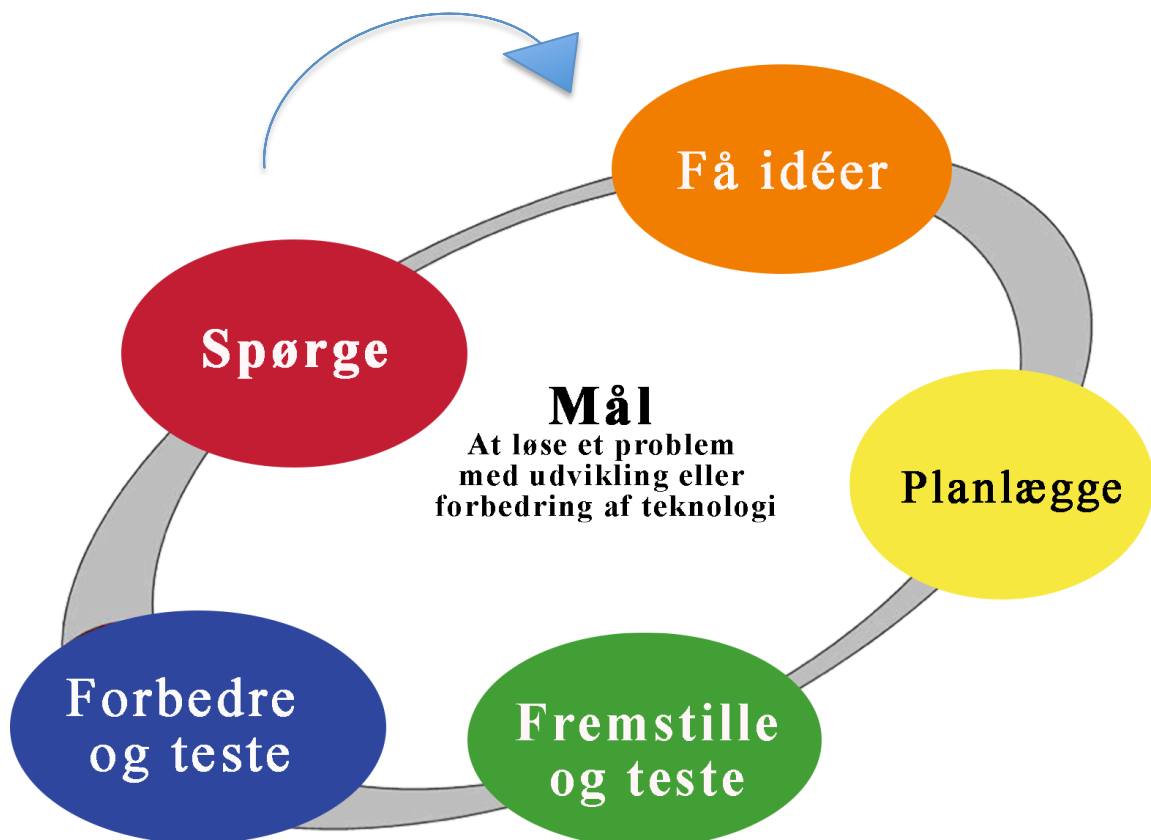 Få idéer
Spørge
Mål
At løse et problem
med udvikling eller
forbedring af teknologi
Planlægge
Fremstille
og teste
Forbedre
og teste